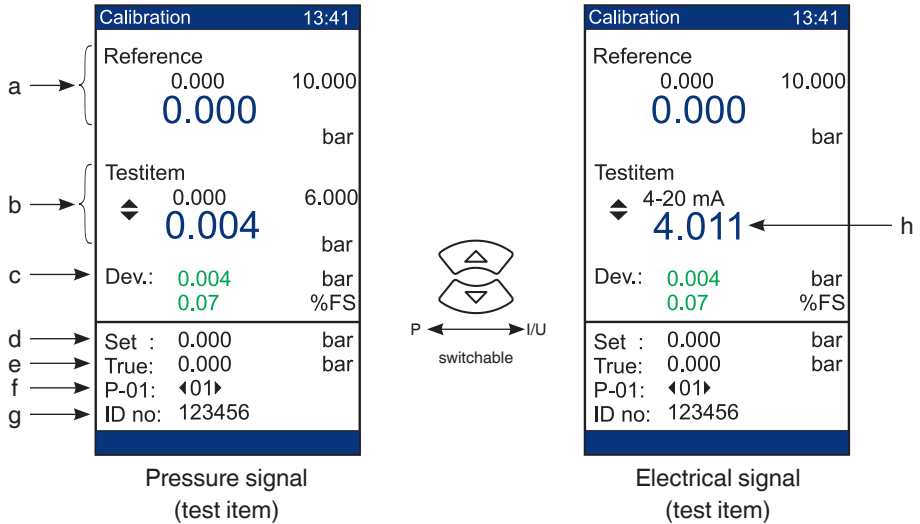 Calibration 13:41
Reference
0.000 10.000
0.000
bar
Testitem
0.000 6.000
0.004
bar
Dev.: 0.004 bar
0.07 %FS
Set : 0.000 bar
True: 0.000 bar
P-01: 01
ID no: 123456
a
b
c
d
e
f
g
Pressure signal
(test item)
P I/U
switchable
Calibration 13:41
Reference
0.000 10.000
0.000
bar
Testitem
4-20 mA
4.011
h
Dev.: 0.004 bar
0.07 %FS
Set : 0.000 bar
True: 0.000 bar
P-01: 01
ID no: 123456
Electrical signal
(test item)